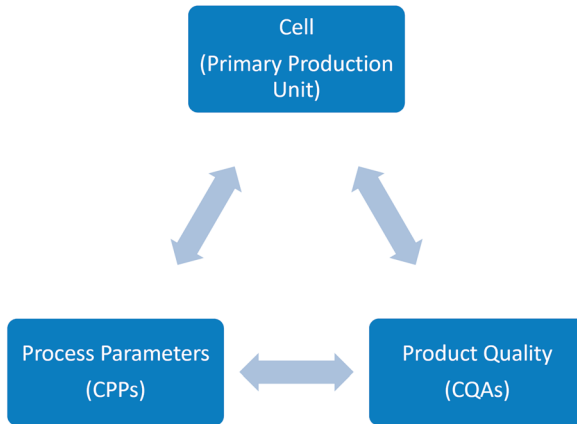 Cell
(Primary Production
Unit)
Process Parameters
(CPPs)
Product Quality
(CQAs)